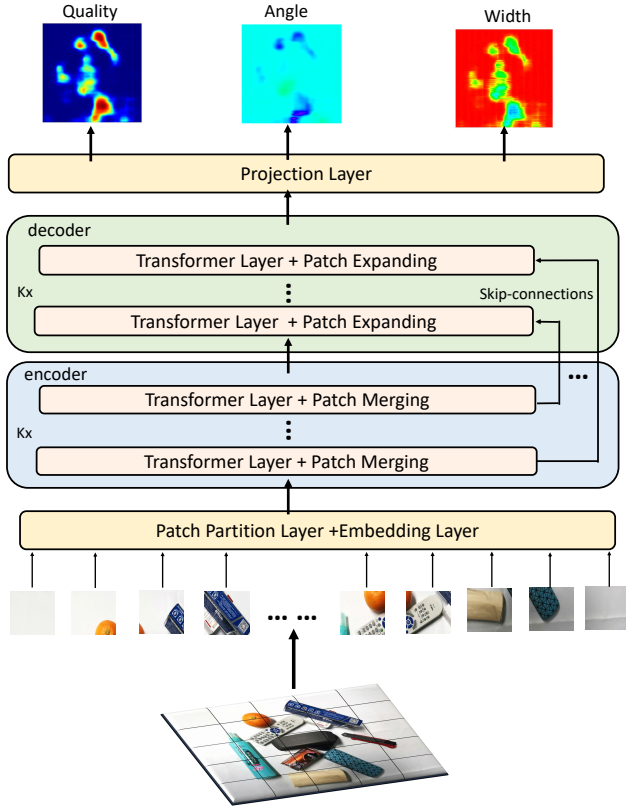 Quality Angle Width
Projection Layer
decoder
Transformer Layer + Patch Expanding
Kx
Skip-connections
Transformer Layer + Patch Expanding
encoder
Transformer Layer + Patch Merging
Kx
Transformer Layer + Patch Merging
Patch Partition Layer +Embedding Layer